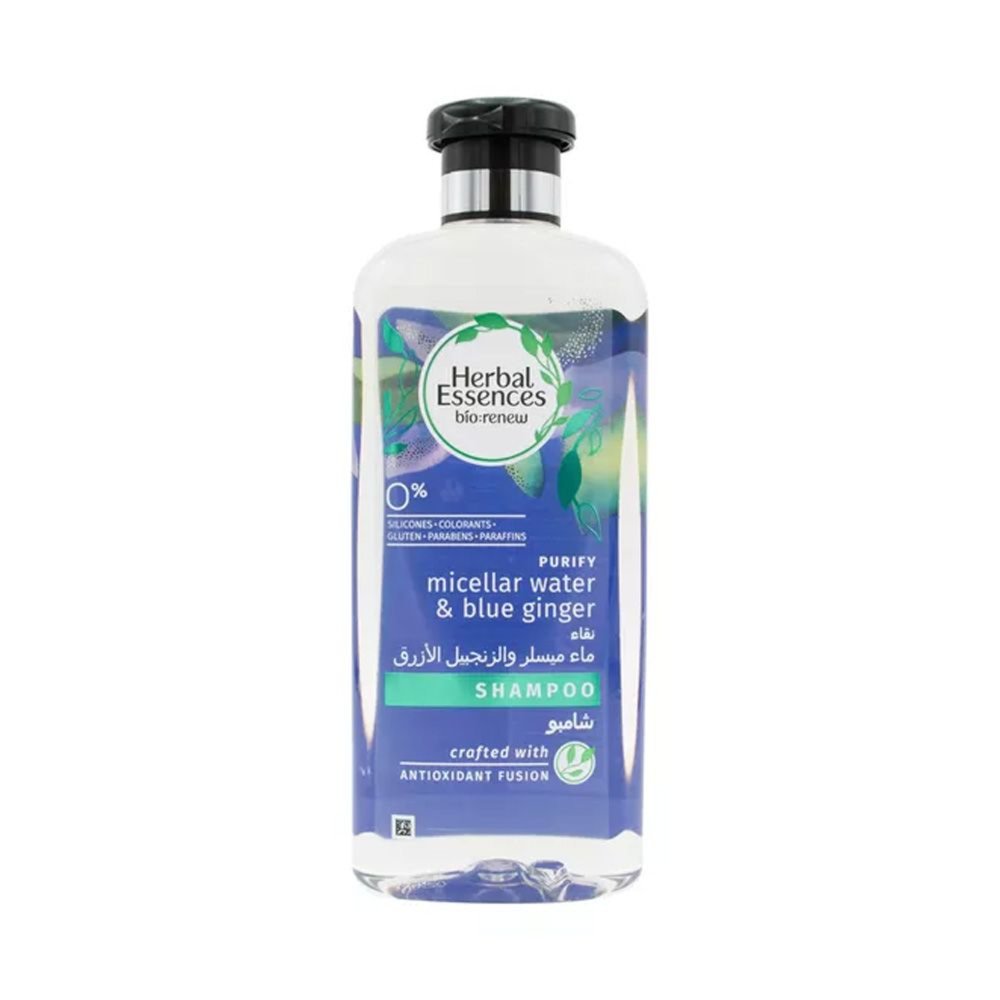 Herbal
Essences
bio:renew
0%
SILICONES • COLORANTS •
GLUTEN • PARABENS • PARAFFINS
PURIFY
micellar water
& blue ginger
نقاء
ماء ميسلر والزنجبيل الأزرق
SHAMPOO
شامبو
crafted with
ANTIOXIDANT FUSION